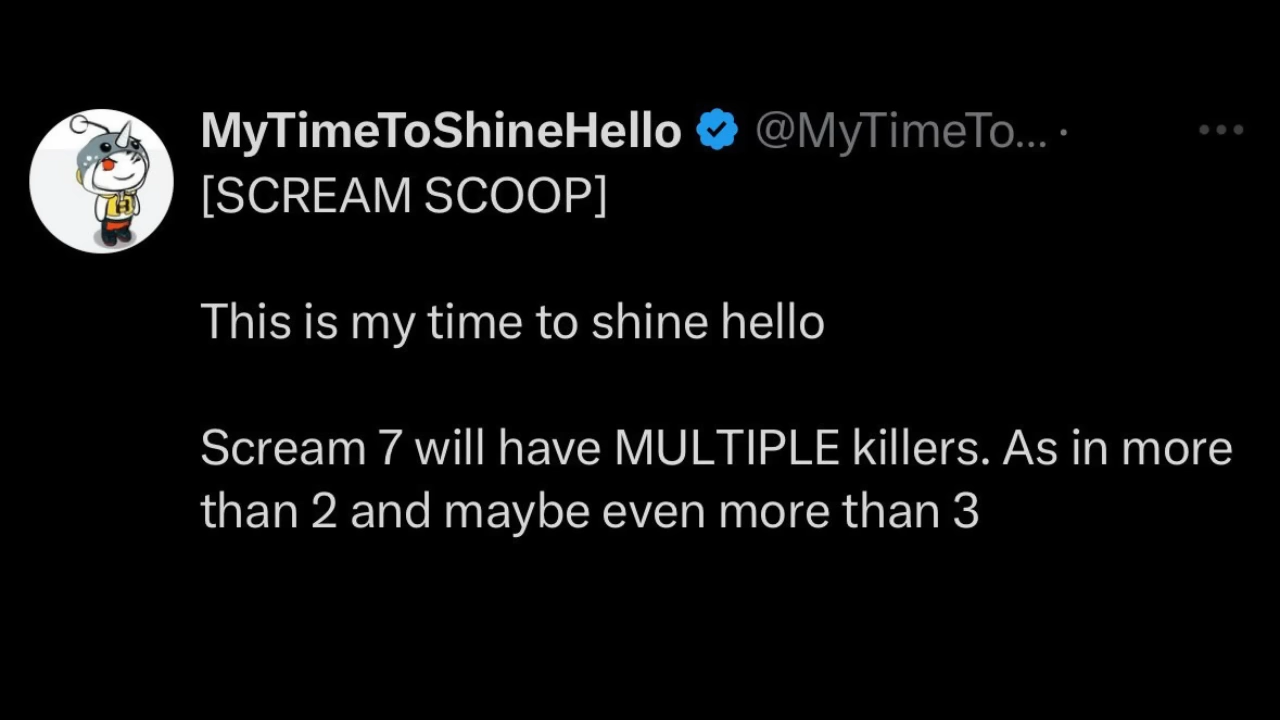 MyTimeToShineHello @MyTimeTo... ·
[SCREAM SCOOP]
This is my time to shine hello
Scream 7 will have MULTIPLE killers. As in more
than 2 and maybe even more than 3